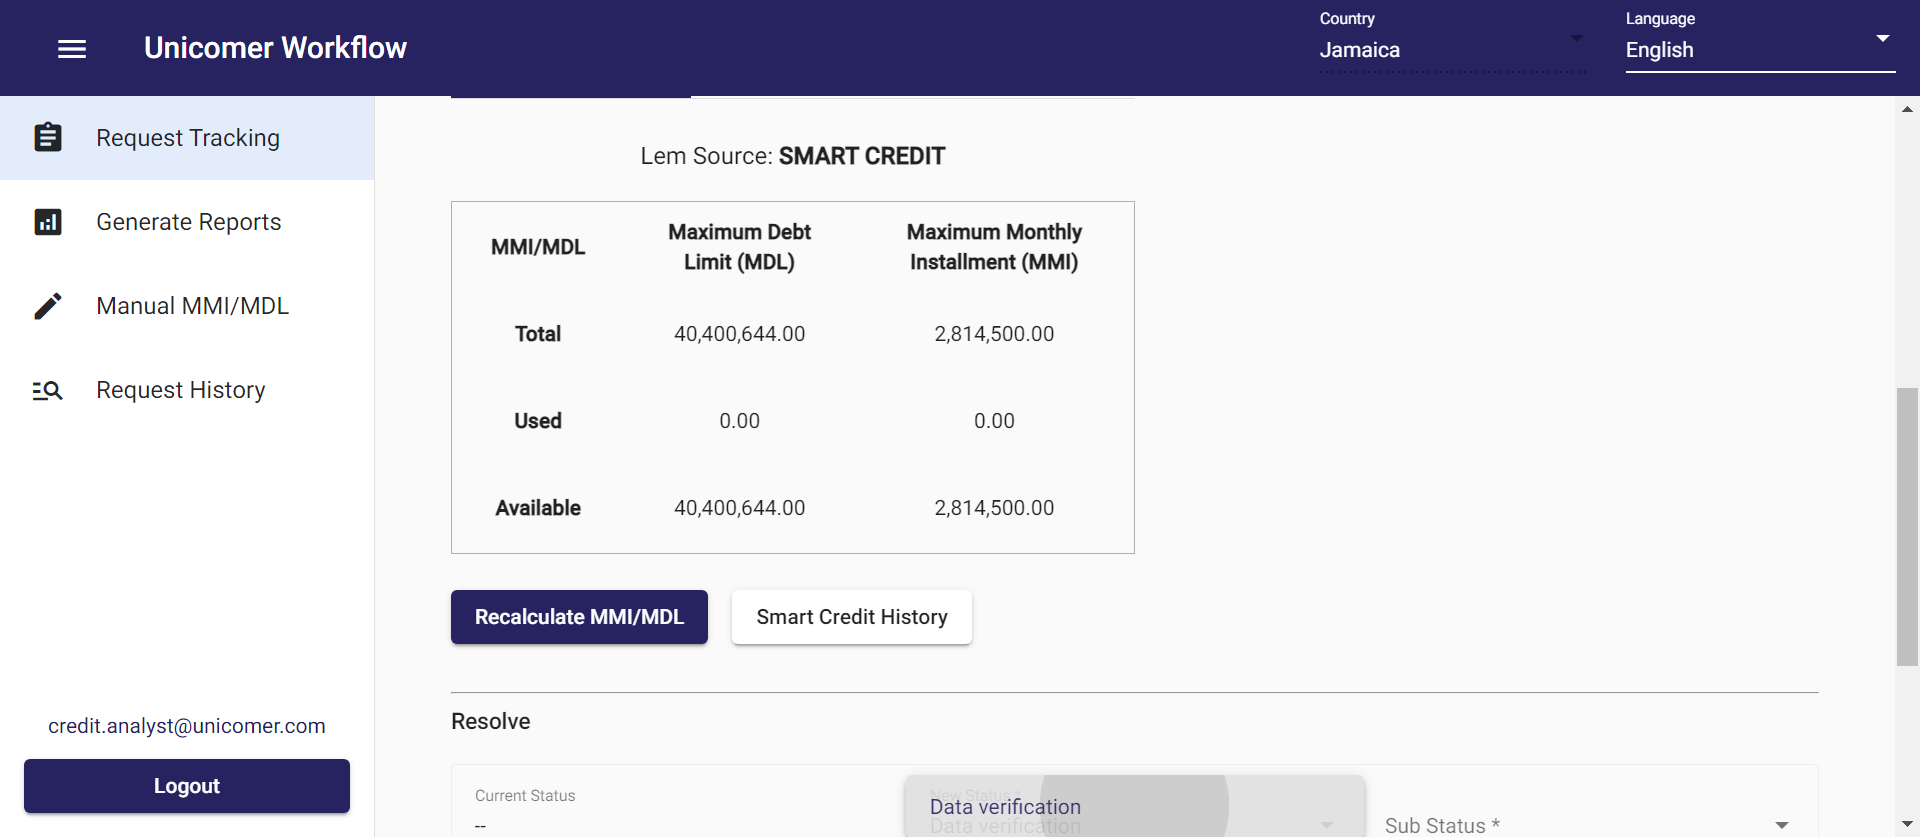 Unicomer Workflow
Country
Jamaica
Language
English
Request Tracking
Generate Reports
Manual MMI/MDL
Request History
credit.analyst@unicomer.com
Logout
Lem Source: SMART CREDIT
MMI/MDL
Maximum Debt
Limit (MDL)
Maximum Monthly
Installment (MMI)
Total 40,400,644.00 2,814,500.00
Used 0.00 0.00
Available 40,400,644.00 2,814,500.00
Recalculate MMI/MDL
Smart Credit History
Resolve
Current Status
--
New Status *
Data verification
Data verification
Sub Status *